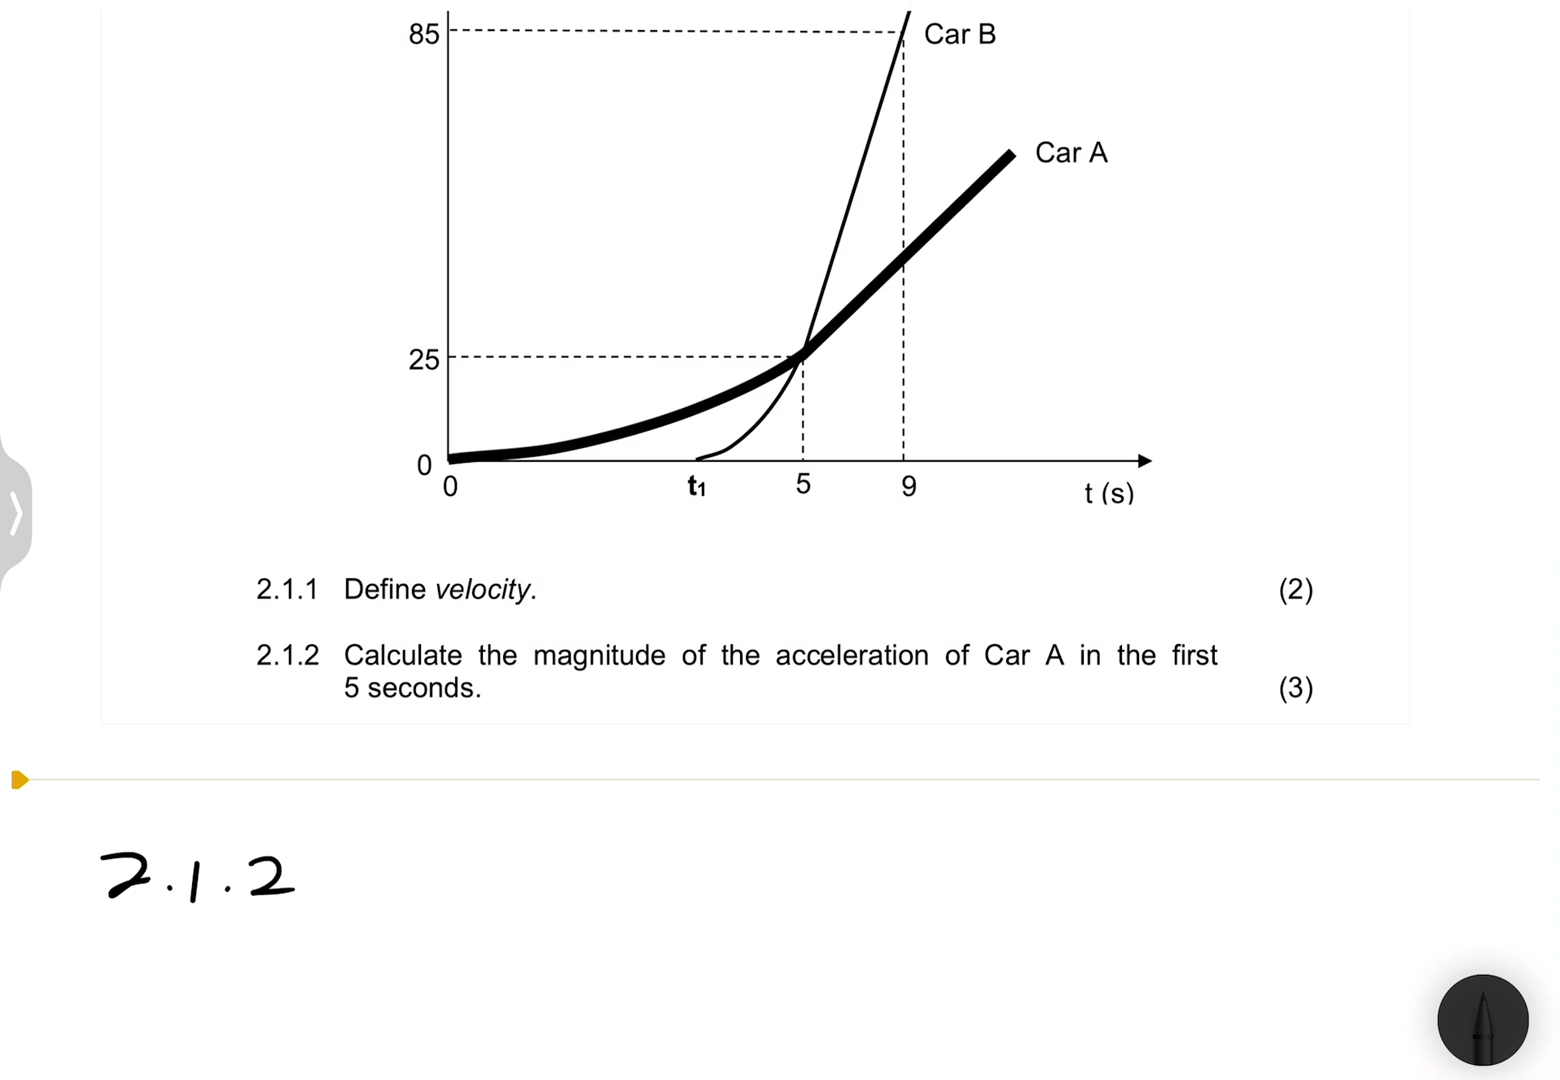 85
Car B
Car A
25
0
0 t₁ 5 9 t (s)
2.1.1 Define velocity. (2)
2.1.2 Calculate the magnitude of the acceleration of Car A in the first
5 seconds. (3)
2.1.2